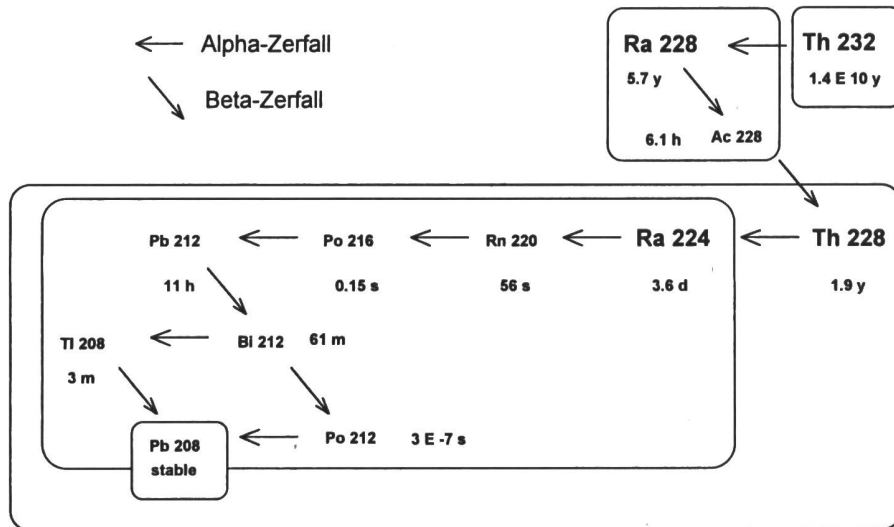 Alpha-Zerfall
Beta-Zerfall
Ra 228
Th 232
5.7 y
1.4 E 10 y
6.1 h
Ac 228
Pb 212
Po 216
Rn 220
Ra 224
Th 228
11 h
0.15 s
56 s
3.6 d
1.9 y
Tl 208
Bi 212
61 m
3 m
Pb 208
stable
Po 212
3 E -7 s